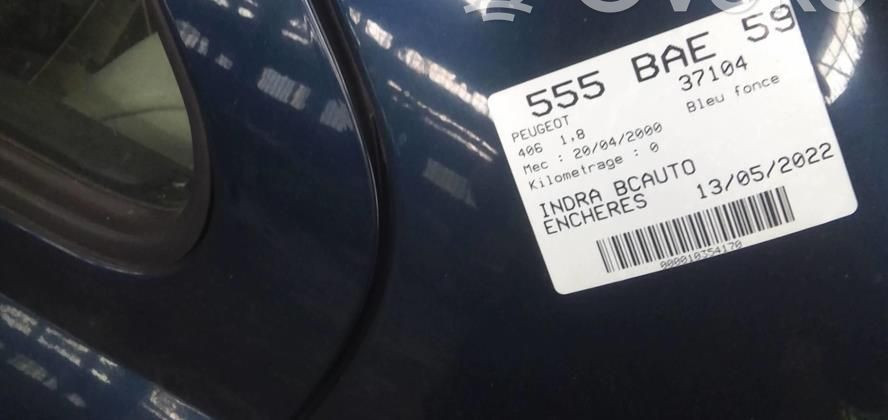 555 BAE 59
37104
PEUGEOT
406 1,8 Bleu fonce
Mec : 20/04/2000
Kilometrage : 0
INDRA BCAUTO
ENCHERES 13/05/2022
000010354170